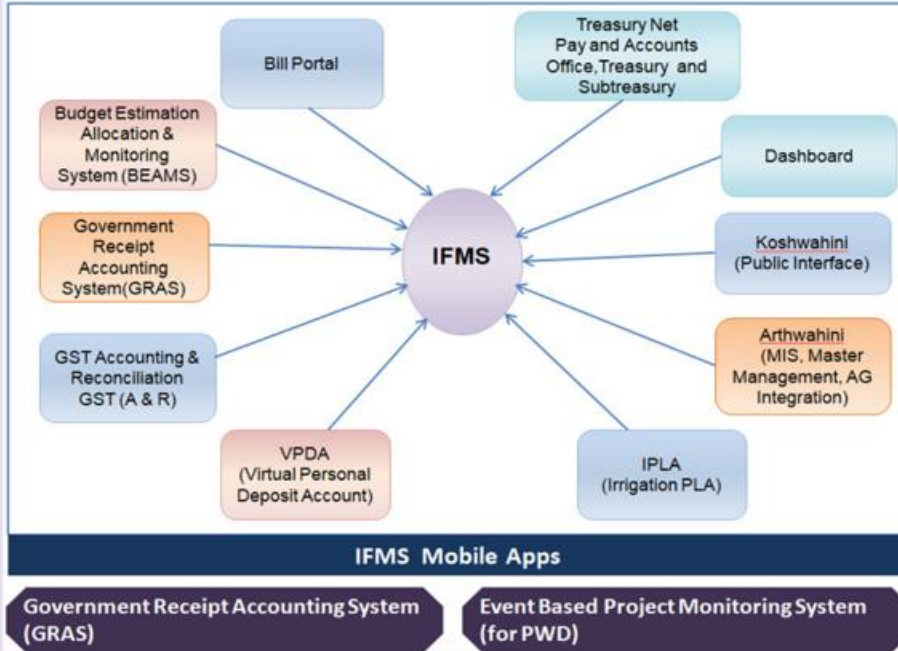 Bill Portal
Treasury Net
Pay and Accounts
Office,Treasury and
Subtreasury
Budget Estimation
Allocation &
Monitoring
System (BEAMS)
Dashboard
Government
Receipt
Accounting
System(GRAS)
IFMS
Koshwahini
(Public Interface)
GST Accounting &
Reconciliation
GST (A & R)
Arthwahini
(MIS, Master
Management, AG
Integration)
VPDA
(Virtual Personal
Deposit Account)
IPLA
(Irrigation PLA)
IFMS Mobile Apps
Government Receipt Accounting System
(GRAS)
Event Based Project Monitoring System
(for PWD)